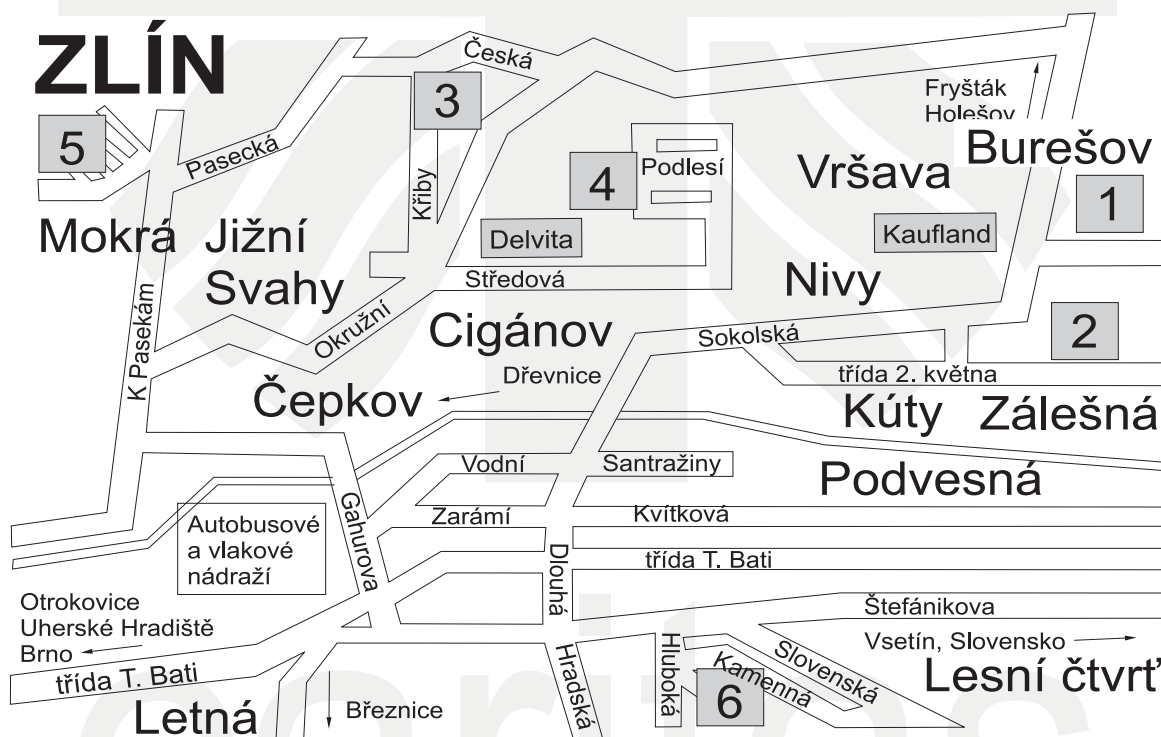 ZLÍN
Česká
Fryšták
Holešov
3
5
Pasecká
Burešov
4
Podlesí
Vršava
1
Křiby
Mokrá
Jižní
Svahy
Delvita
Kaufland
Středová
Nivy
K Pasekám
Okružní
Cigánov
Sokolská
2
Dřevnice
třída 2. května
Čepkov
Kúty
Zálešná
Vodní
Santražiny
Podvesná
Gahurova
Zarámí
Kvítková
Autobusové
a vlakové
nádraží
Dlouhá
třída T. Bati
Otrokovice
Uherské Hradiště
Brno
Štefánikova
Vsetín, Slovensko
třída T. Bati
Hradská
Hluboká
Kamenná
Slovenská
Lesní čtvrť
6
Letná
Březnice